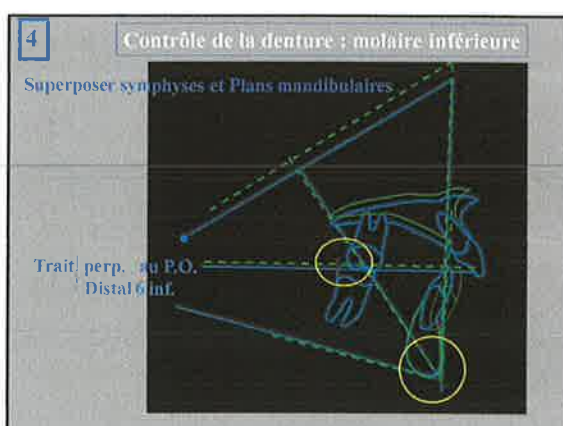 4
Contrôle de la denture : molaire inférieure
Superposer symphyses et Plans mandibulaires
Trait perp. au P.O.
Distal 6 inf.